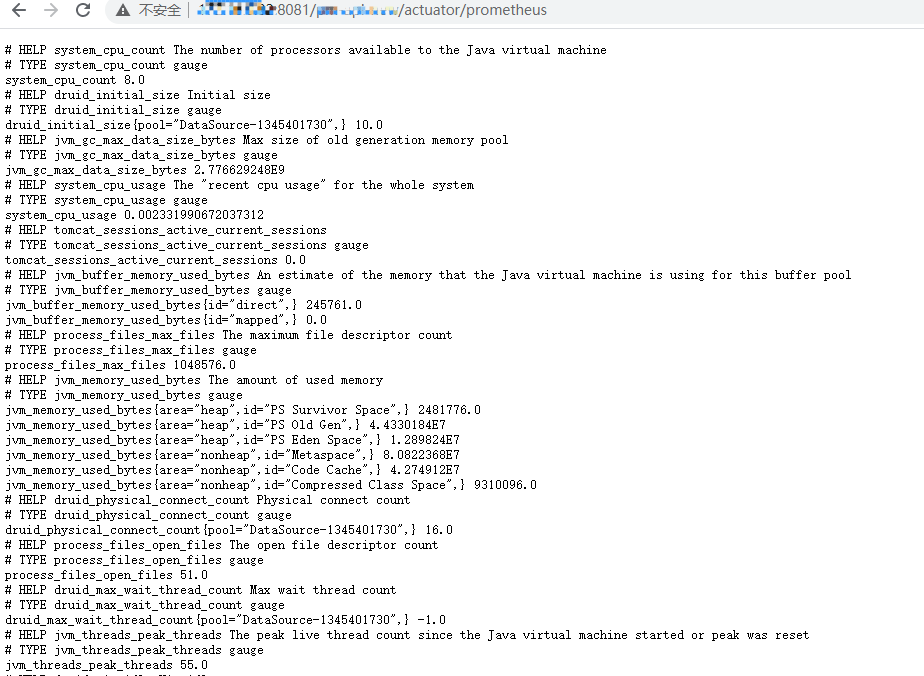 不安全 | :8081/ /actuator/prometheus
# HELP system_cpu_count The number of processors available to the Java virtual machine
# TYPE system_cpu_count gauge
system_cpu_count 8.0
# HELP druid_initial_size Initial size
# TYPE druid_initial_size gauge
druid_initial_size{pool="DataSource-1345401730",} 10.0
# HELP jvm_gc_max_data_size_bytes Max size of old generation memory pool
# TYPE jvm_gc_max_data_size_bytes gauge
jvm_gc_max_data_size_bytes 2.776629248E9
# HELP system_cpu_usage The "recent cpu usage" for the whole system
# TYPE system_cpu_usage gauge
system_cpu_usage 0.002331990672037312
# HELP tomcat_sessions_active_current_sessions
# TYPE tomcat_sessions_active_current_sessions gauge
tomcat_sessions_active_current_sessions 0.0
# HELP jvm_buffer_memory_used_bytes An estimate of the memory that the Java virtual machine is using for this buffer pool
# TYPE jvm_buffer_memory_used_bytes gauge
jvm_buffer_memory_used_bytes{id="direct",} 245761.0
jvm_buffer_memory_used_bytes{id="mapped",} 0.0
# HELP process_files_max_files The maximum file descriptor count
# TYPE process_files_max_files gauge
process_files_max_files 1048576.0
# HELP jvm_memory_used_bytes The amount of used memory
# TYPE jvm_memory_used_bytes gauge
jvm_memory_used_bytes{area="heap",id="PS Survivor Space",} 2481776.0
jvm_memory_used_bytes{area="heap",id="PS Old Gen",} 4.4330184E7
jvm_memory_used_bytes{area="heap",id="PS Eden Space",} 1.289824E7
jvm_memory_used_bytes{area="nonheap",id="Metaspace",} 8.0822368E7
jvm_memory_used_bytes{area="nonheap",id="Code Cache",} 4.274912E7
jvm_memory_used_bytes{area="nonheap",id="Compressed Class Space",} 9310096.0
# HELP druid_physical_connect_count Physical connect count
# TYPE druid_physical_connect_count gauge
druid_physical_connect_count{pool="DataSource-1345401730",} 16.0
# HELP process_files_open_files The open file descriptor count
# TYPE process_files_open_files gauge
process_files_open_files 51.0
# HELP druid_max_wait_thread_count Max wait thread count
# TYPE druid_max_wait_thread_count gauge
druid_max_wait_thread_count{pool="DataSource-1345401730",} -1.0
# HELP jvm_threads_peak_threads The peak live thread count since the Java virtual machine started or peak was reset
# TYPE jvm_threads_peak_threads gauge
jvm_threads_peak_threads 55.0